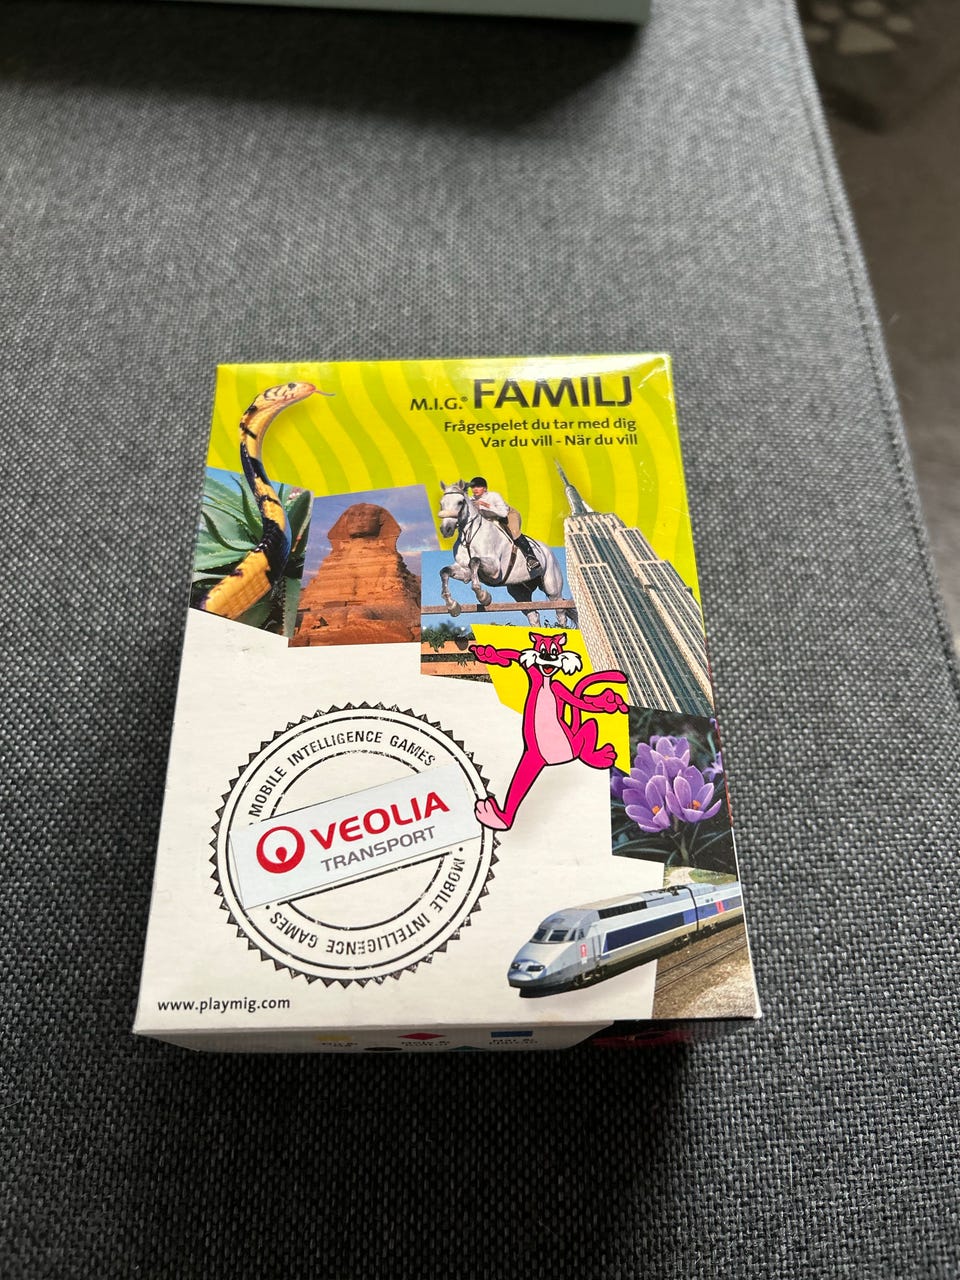 M.I.G.® FAMILJ
Frågespelet du tar med dig
Var du vill - När du vill
MOBILE INTELLIGENCE GAMES
VEOLIA
TRANSPORT
• MOBILE INTELLIGENCE GAMES •
www.playmig.com